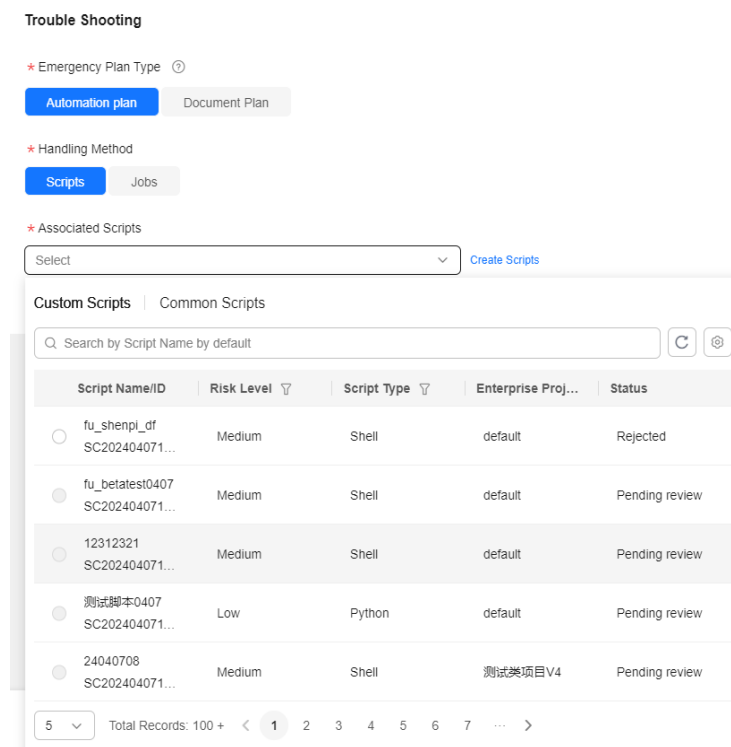 Trouble Shooting
* Emergency Plan Type ?
Automation plan Document Plan
* Handling Method
Scripts Jobs
* Associated Scripts
Select Create Scripts
Custom Scripts Common Scripts
Search by Script Name by default
Script Name/ID Risk Level Script Type Enterprise Proj... Status
fu_shenpi_df
SC202404071...
Medium Shell default Rejected
fu_betatest0407
SC202404071...
Medium Shell default Pending review
12312321
SC202404071...
Medium Shell default Pending review
测试脚本0407
SC202404071...
Low Python default Pending review
24040708
SC202404071...
Medium Shell 测试类项目V4 Pending review
5 Total Records: 100 + < 1 2 3 4 5 6 7 ... >